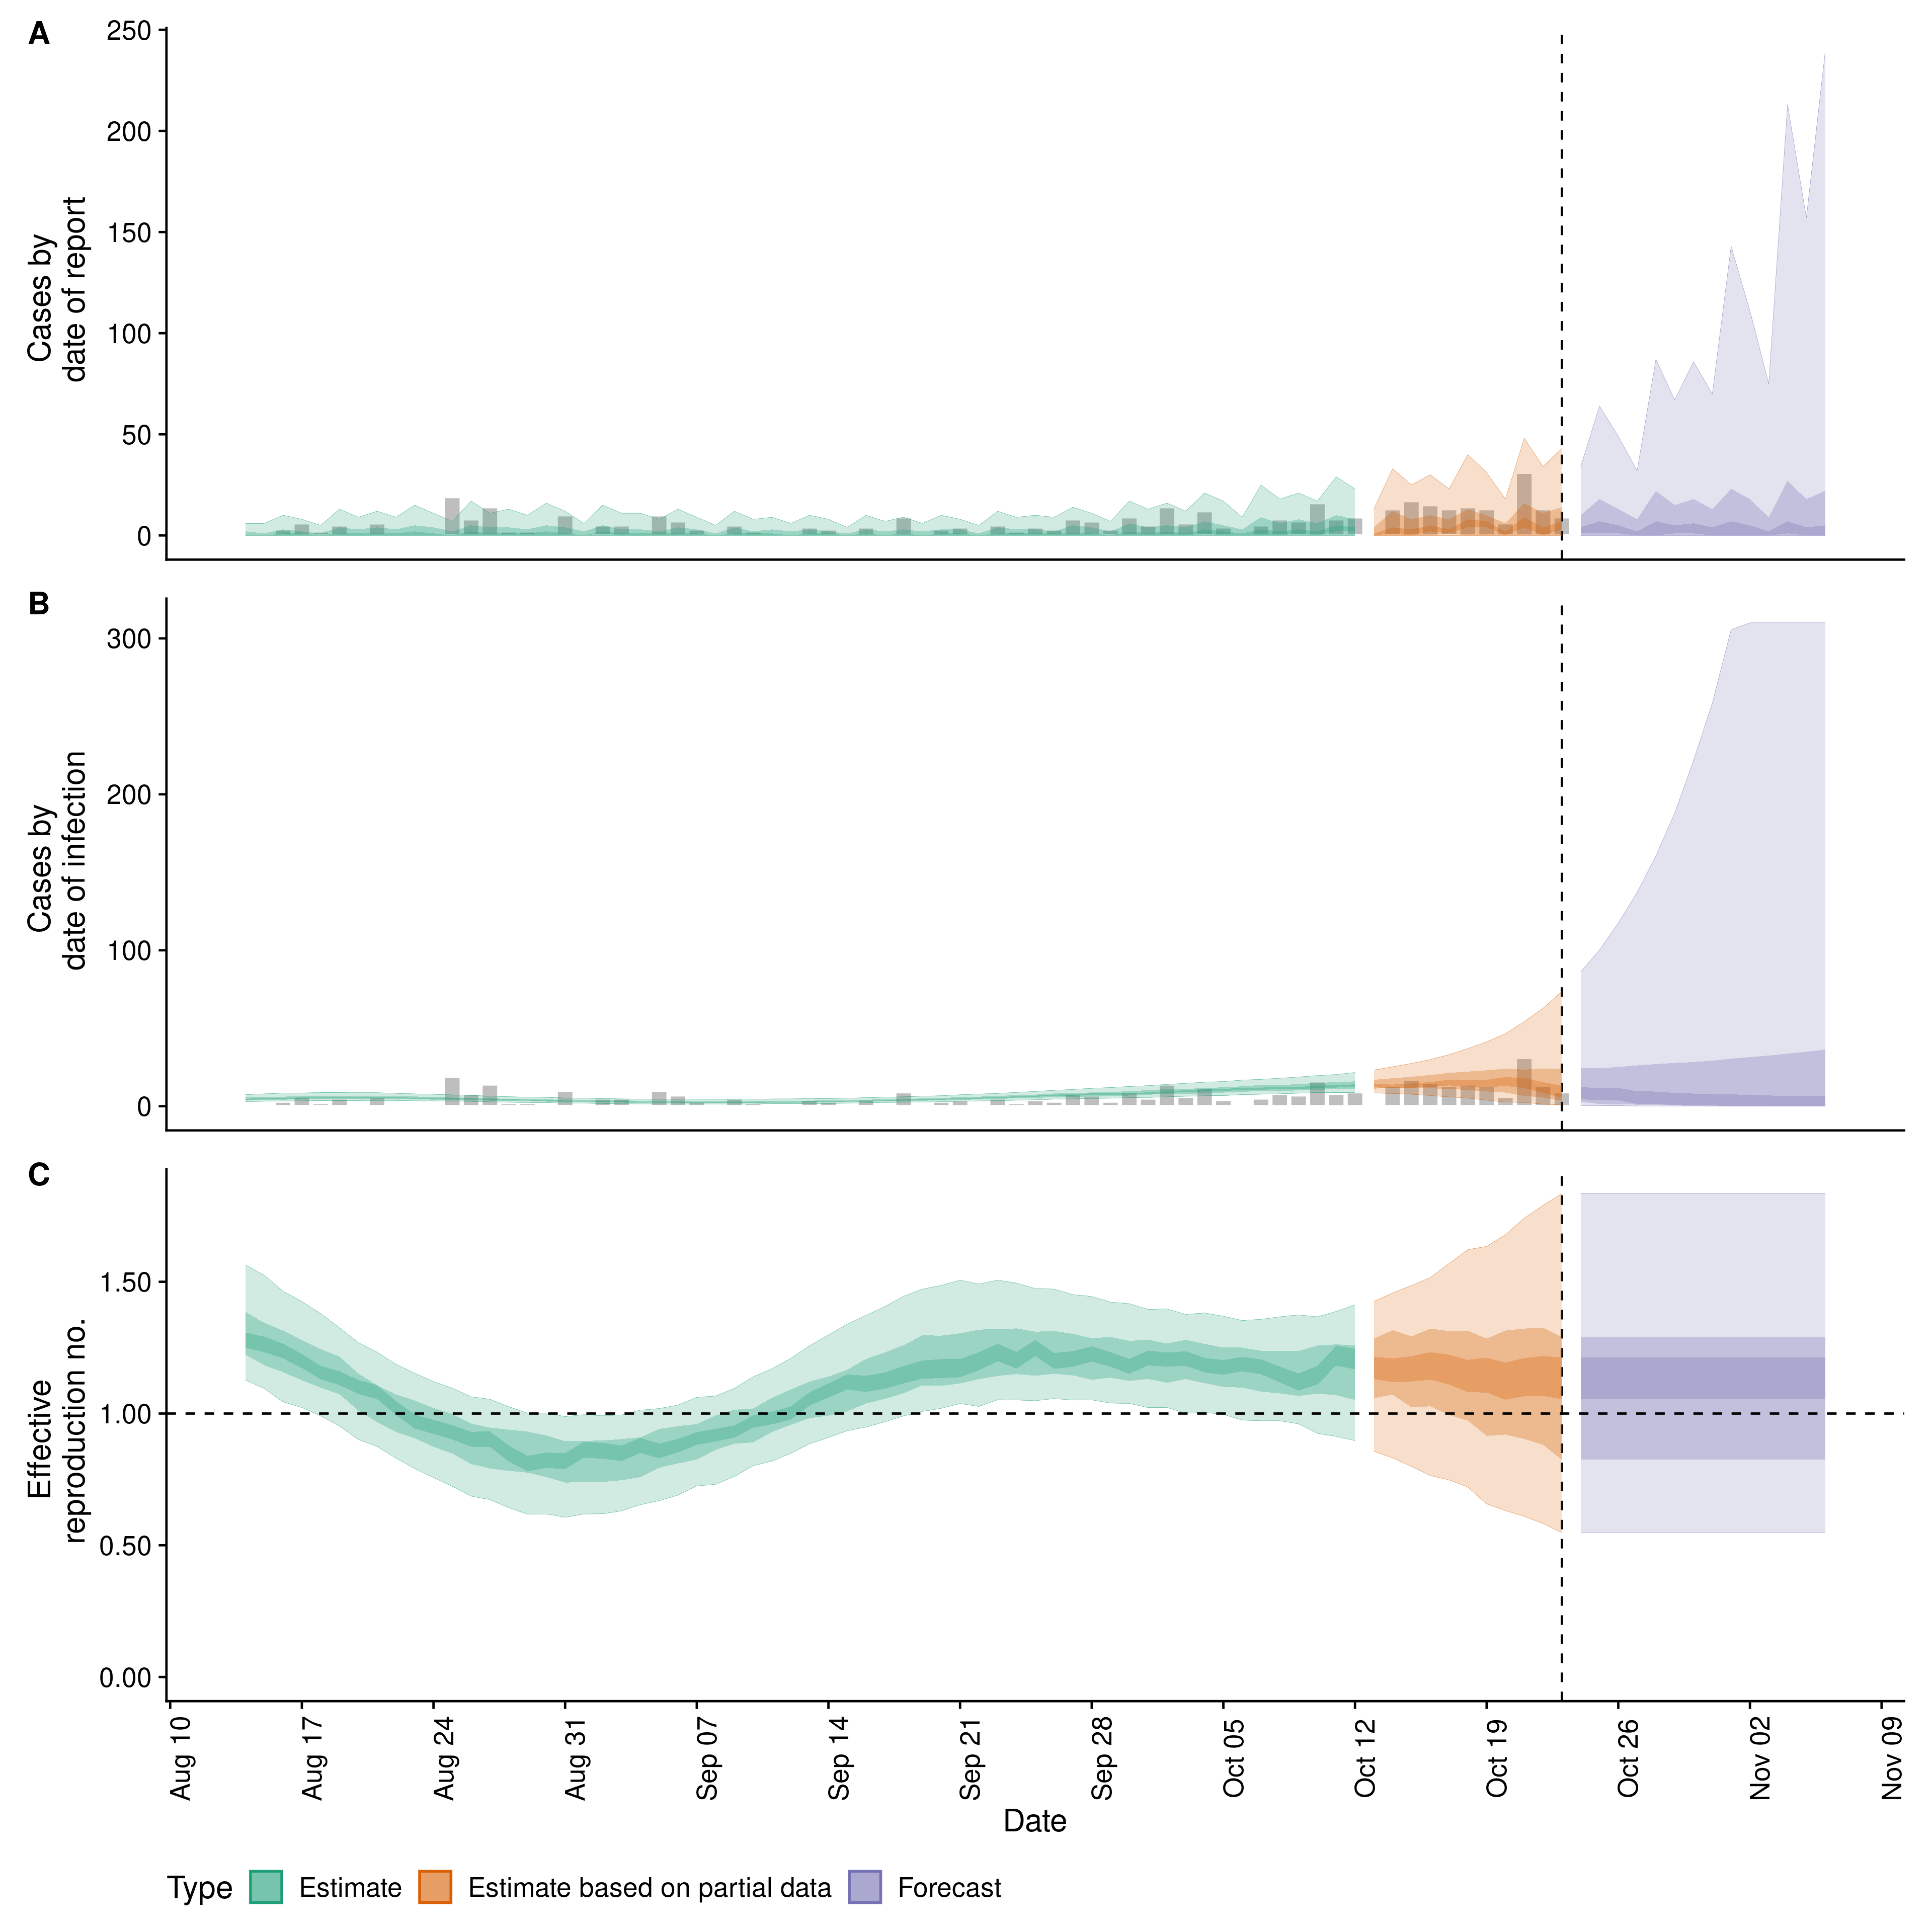 A
250
200
150
100
50
0
Cases by
date of report
B
300
200
100
0
Cases by
date of infection
C
1.50
1.00
0.50
0.00
Effective
reproduction no.
Aug 10
Aug 17
Aug 24
Aug 31
Sep 07
Sep 14
Sep 21
Sep 28
Oct 05
Oct 12
Oct 19
Oct 26
Nov 02
Nov 09
Date
Type Estimate Estimate based on partial data Forecast